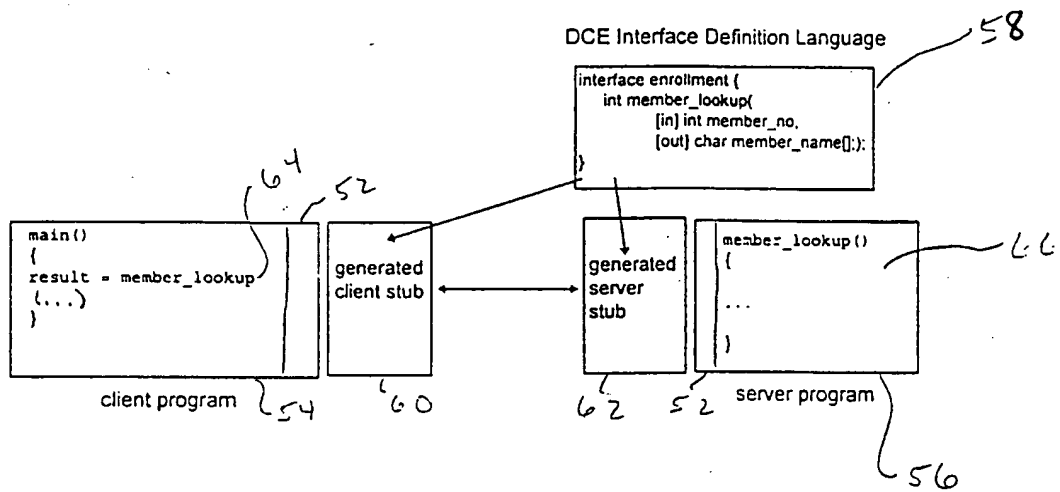 DCE Interface Definition Language
58
interface enrollment {
int member_lookup(
[in] int member_no,
[out] char member_name[];);
}
64
52
main()
{
result = member_lookup
(...)
}
generated
client stub
generated
server
stub
member_lookup()
{
...
}
66
client program
54
60
62
52
server program
56